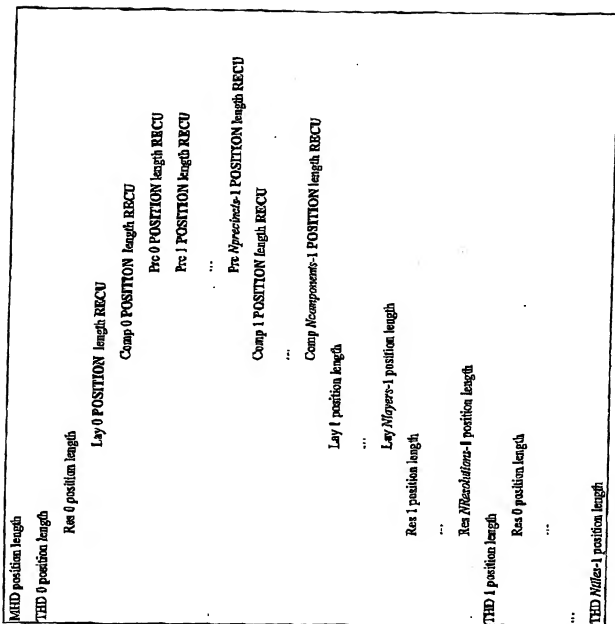 MHD position length
THD 0 position length
Res 0 position length
Lay 0 POSITION length RECU
Comp 0 POSITION length RECU
Prc 0 POSITION length RECU
Prc 1 POSITION length RECU
...
Prc Nprecincts-1 POSITION length RECU
Comp 1 POSITION length RECU
...
Comp Ncomponents-1 POSITION length RECU
Lay 1 position length
...
Lay Nlayers-1 position length
Res 1 position length
...
Res NResolutions-1 position length
THD 1 position length
Res 0 position length
...
...
THD Ntiles-1 position length